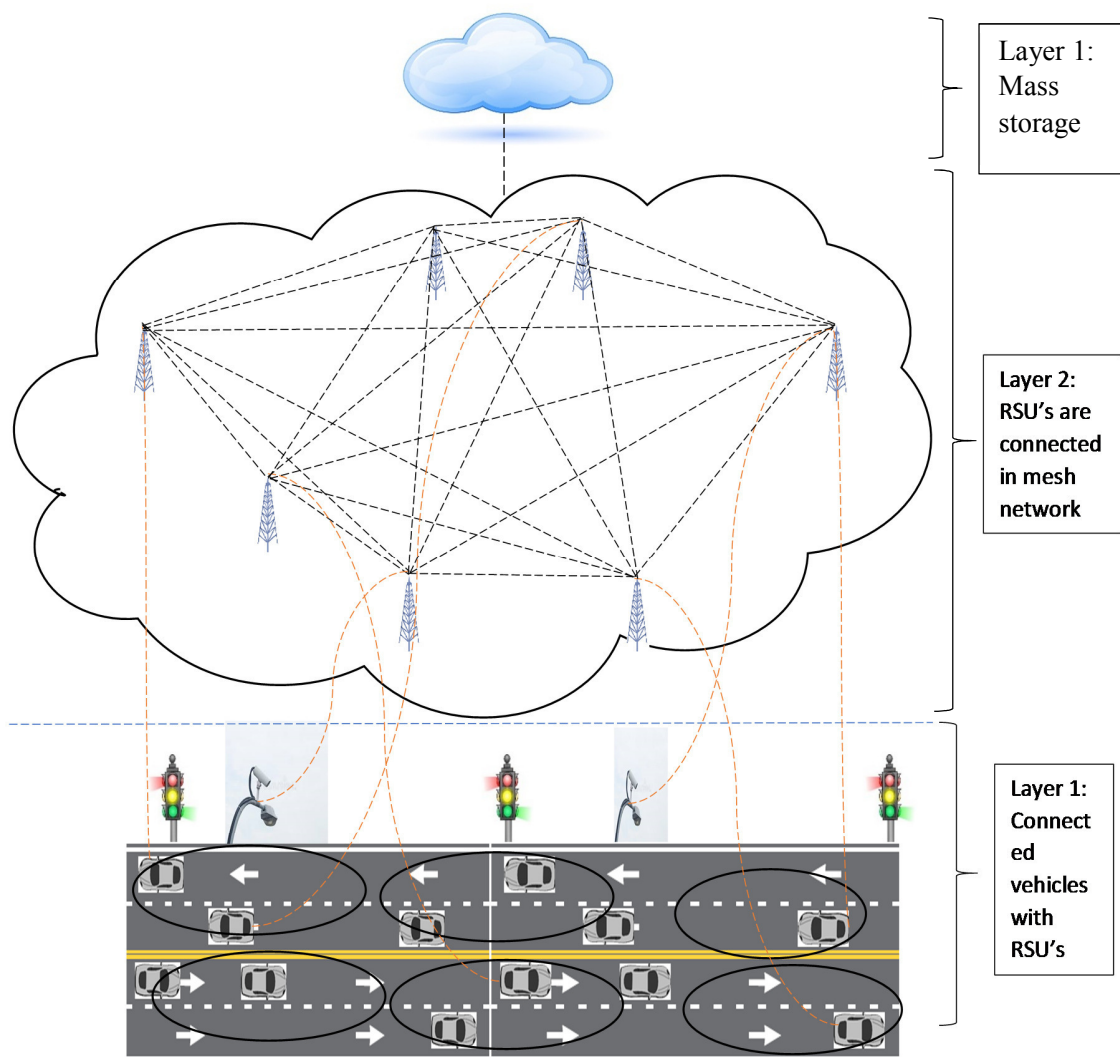 Layer 1:
Mass
storage
Layer 2:
RSU's are
connected
in mesh
network
Layer 1:
Connect
ed
vehicles
with
RSU's